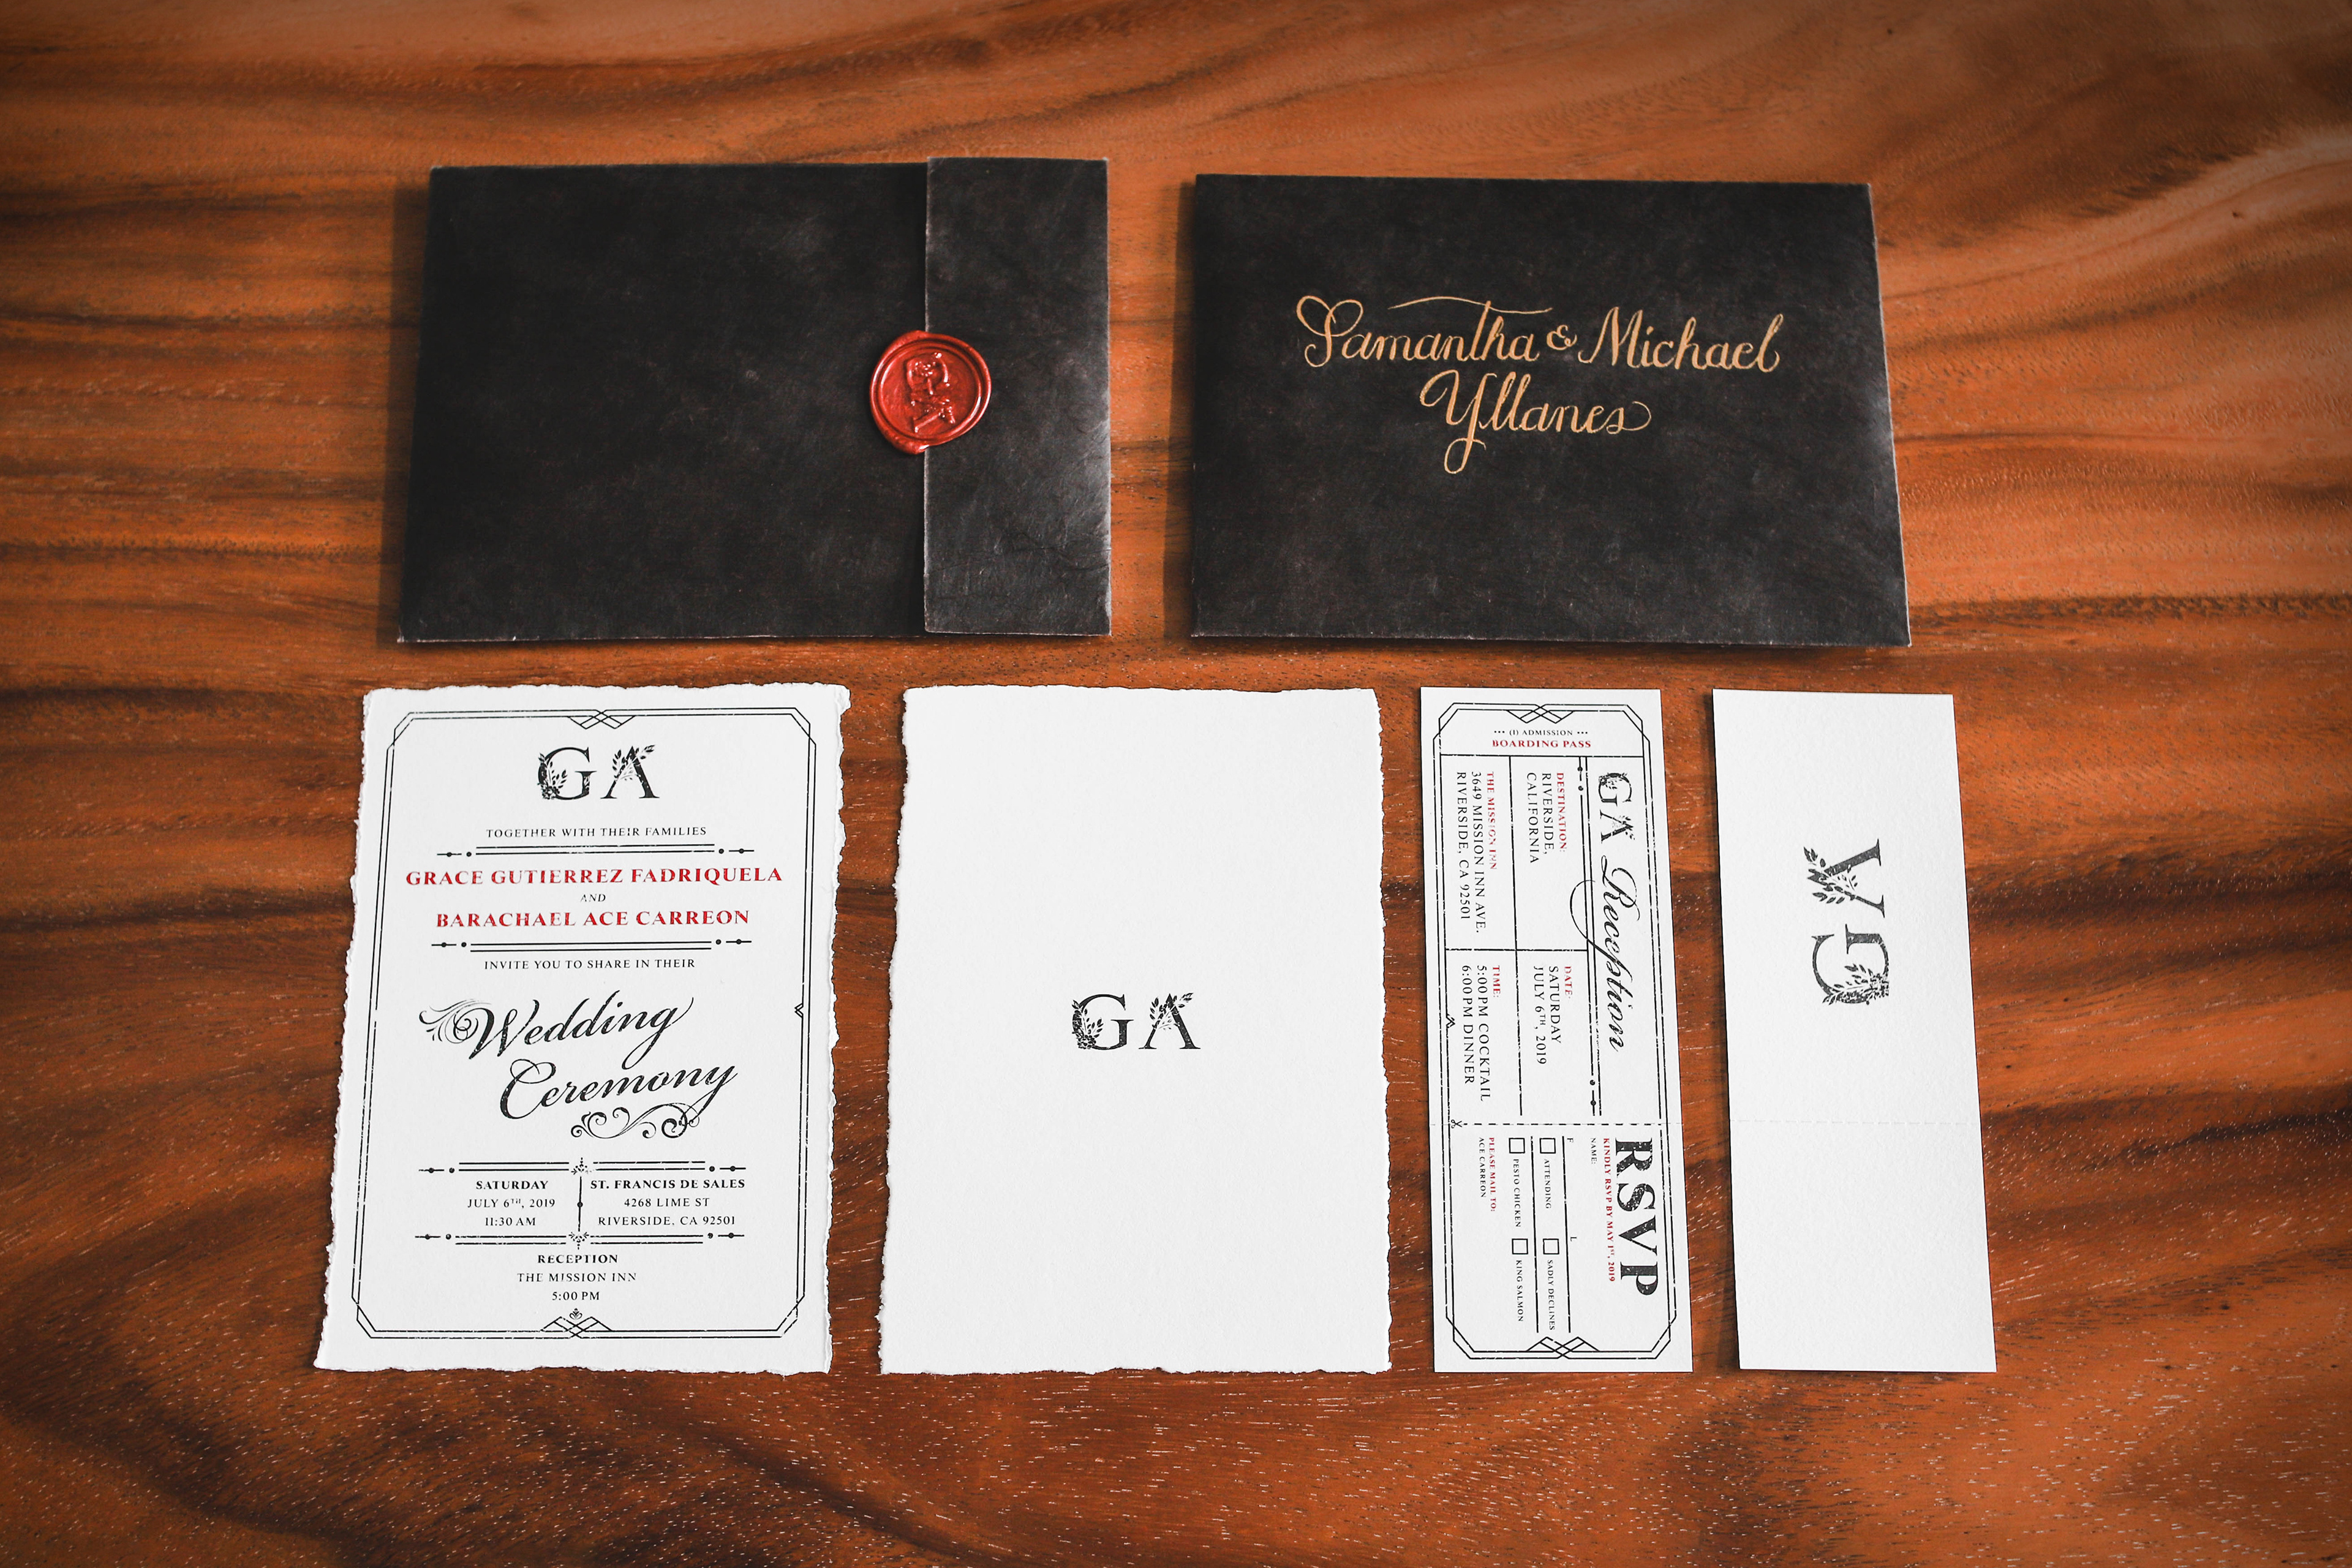 Samantha & Michael
Yllanes
GA
TOGETHER WITH THEIR FAMILIES
GRACE GUTIERREZ FADRIQUELA
AND
BARACHAEL ACE CARREON
INVITE YOU TO SHARE IN THEIR
Wedding
Ceremony
SATURDAY
JULY 6TH, 2019
11:30 AM
ST. FRANCIS DE SALES
4268 LIME ST
RIVERSIDE, CA 92501
RECEPTION
THE MISSION INN
5:00 PM
GA
••• (1) ADMISSION •••
BOARDING PASS
GA Reception
DESTINATION:
RIVERSIDE,
CALIFORNIA
DATE:
SATURDAY
JULY 6TH, 2019
THE MISSION INN
3649 MISSION INN AVE.
RIVERSIDE, CA 92501
TIME:
5:00 PM COCKTAIL
6:00 PM DINNER
RSVP
KINDLY RSVP BY MAY 1ST, 2019
NAME:
F
L
ATTENDING
SADLY DECLINES
PESTO CHICKEN
KING SALMON
PLEASE MAIL TO:
ACE CARREON
GA